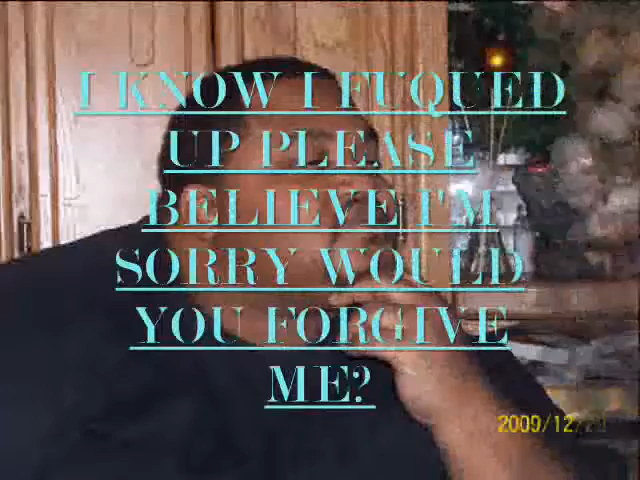 I KNOW I FUQUED
UP PLEASE
BELIEVE I'M
SORRY WOULD
YOU FORGIVE
ME?